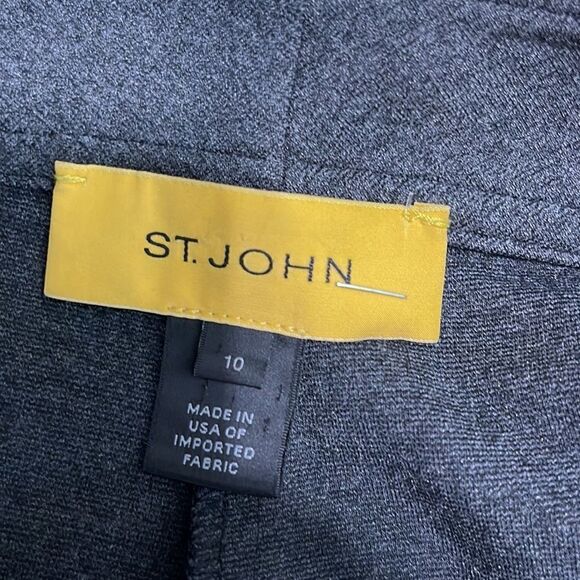 ST. JOHN
10
MADE IN
USA OF
IMPORTED
FABRIC